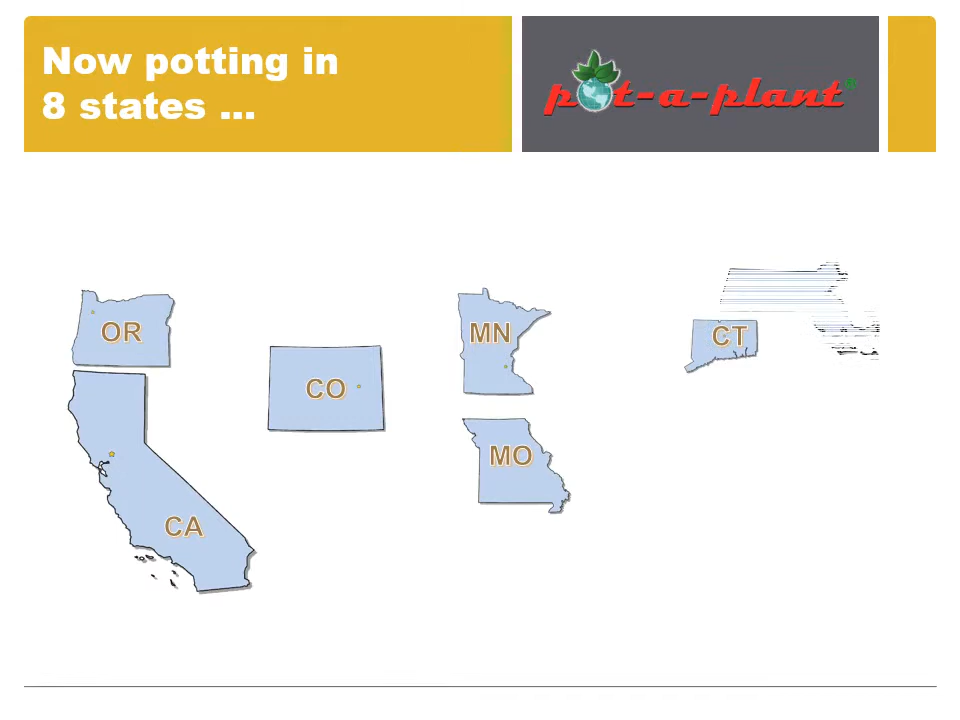 Now potting in
8 states ...
pot-a-plant®
OR
MN
CT
CO
MO
CA